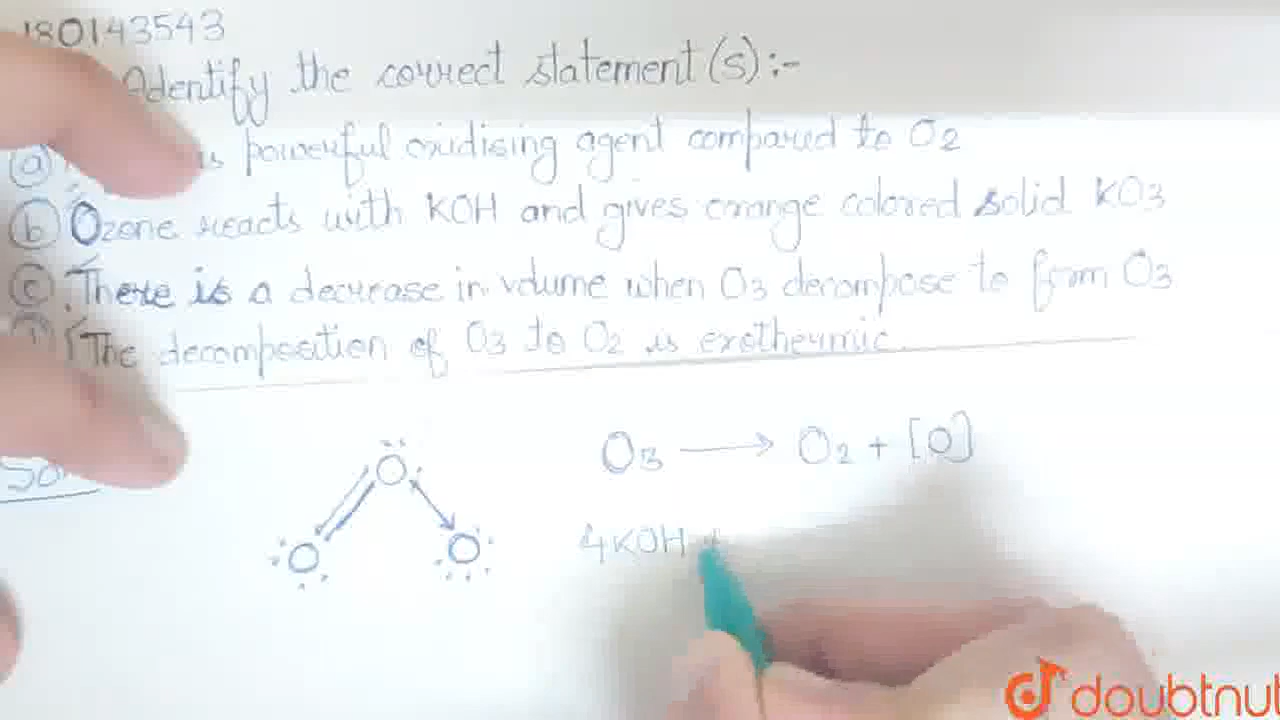 180143543
Identify the correct statement(s):-
(a) is powerful oxidising agent compared to O2
(b) Ozone reacts with KOH and gives orange colored solid KO3
(c) There is a decrease in volume when O3 decompose to form O3
The decomposition of O3 to O2 is exothermic.
O3 → O2 + [O]
O
4KOH +
O O
doubtnut